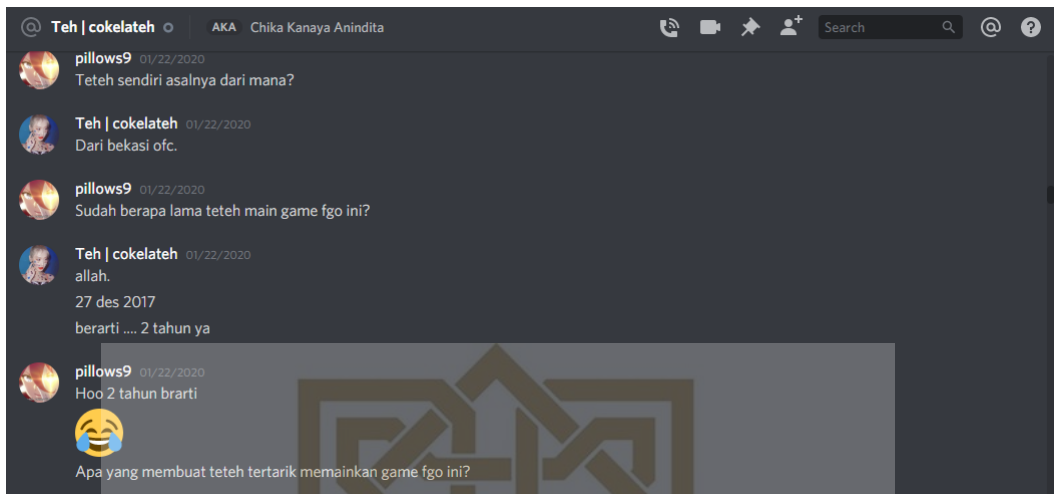 Teh | cokelateh AKA Chika Kanaya Anindita Search
pillows9 01/22/2020
Teteh sendiri asalnya dari mana?
Teh | cokelateh 01/22/2020
Dari bekasi ofc.
pillows9 01/22/2020
Sudah berapa lama teteh main game fgo ini?
Teh | cokelateh 01/22/2020
allah.
27 des 2017
berarti .... 2 tahun ya
pillows9 01/22/2020
Hoo 2 tahun brarti
Apa yang membuat teteh tertarik memainkan game fgo ini?